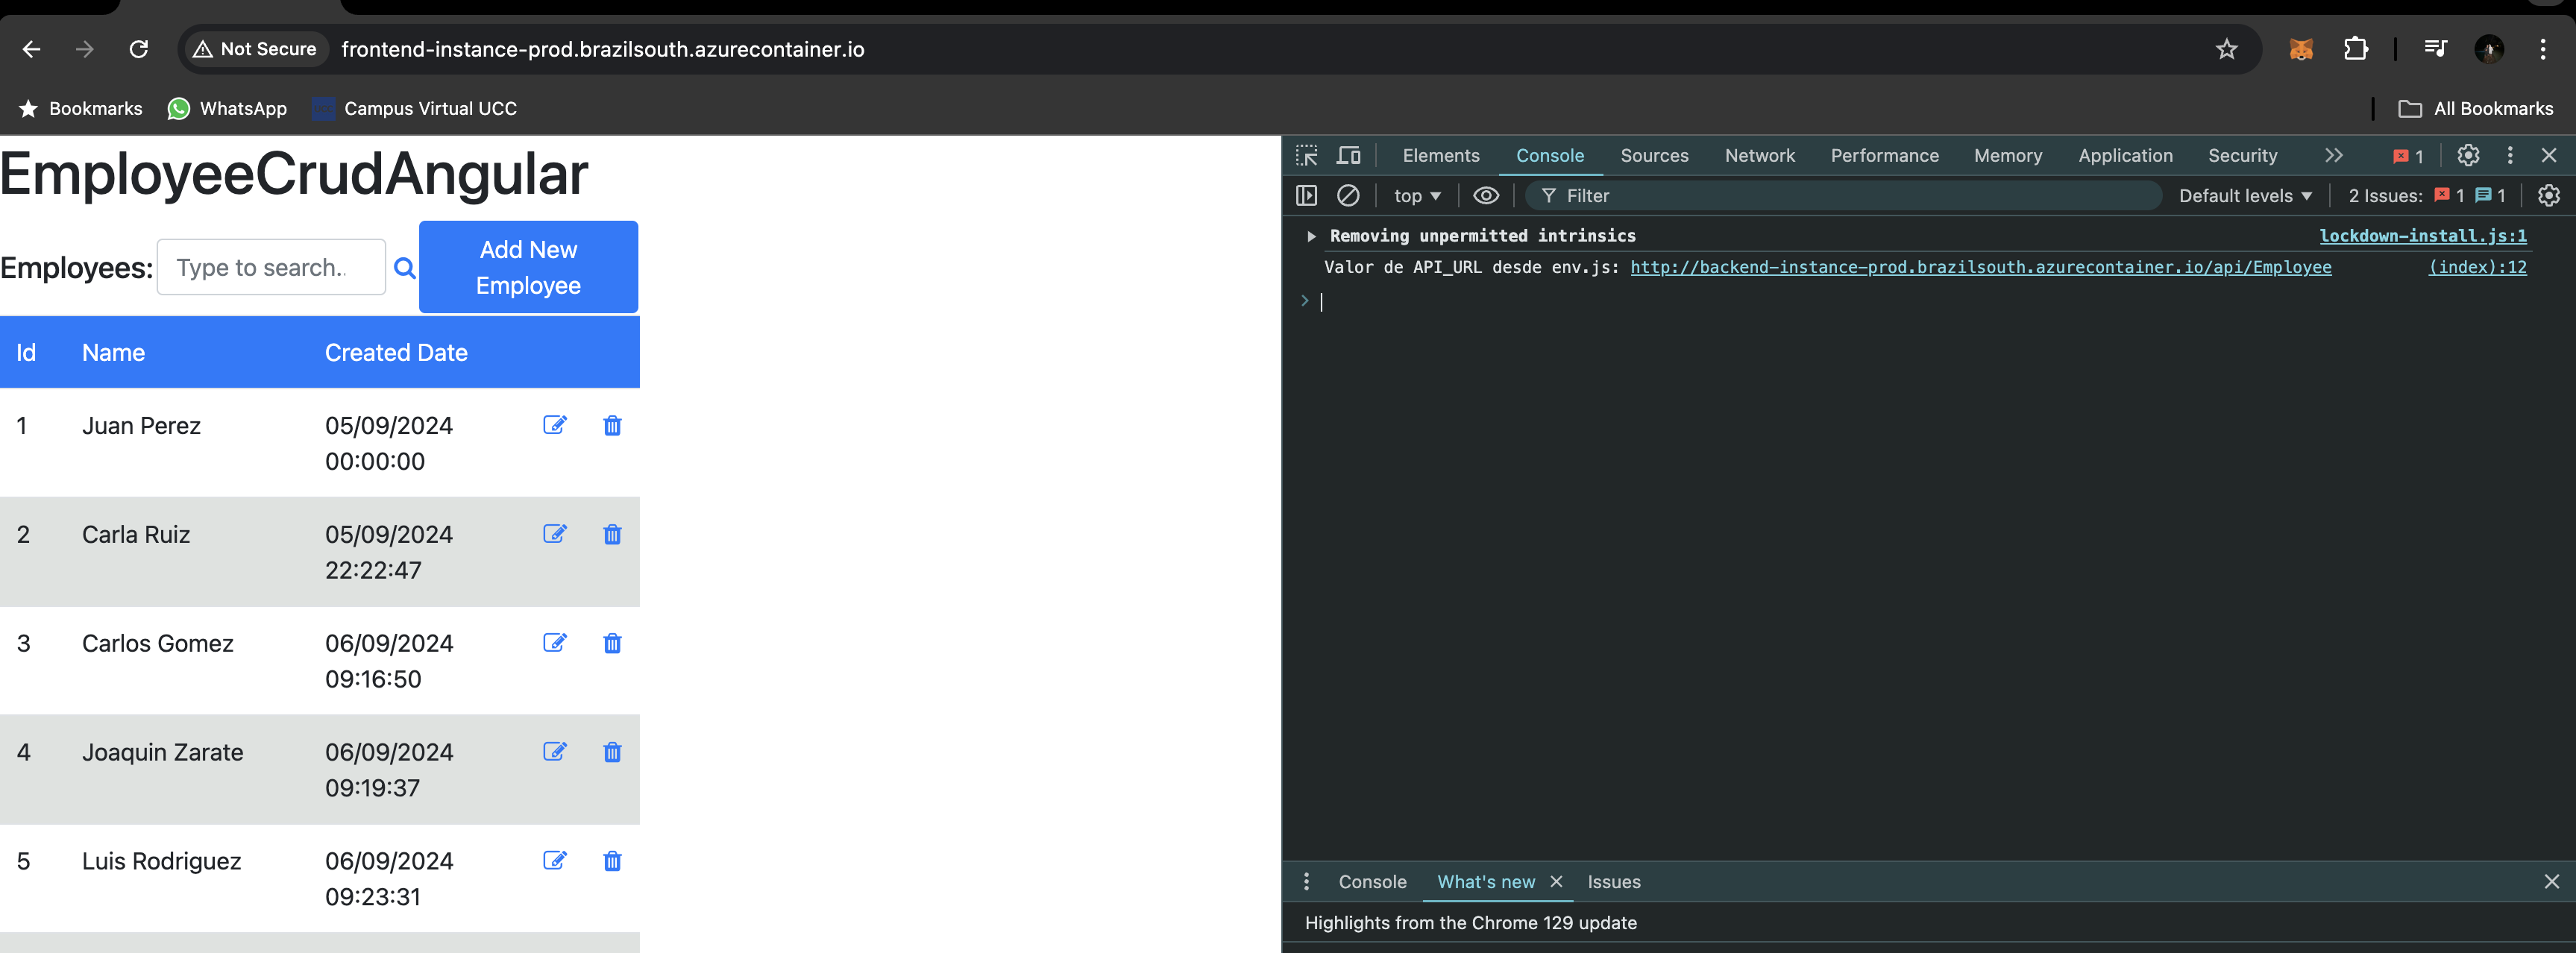 Not Secure frontend-instance-prod.brazilsouth.azurecontainer.io
Bookmarks WhatsApp Campus Virtual UCC All Bookmarks
EmployeeCrudAngular
Employees: Type to search.. Add New
Employee
Id Name Created Date
1 Juan Perez 05/09/2024
00:00:00
2 Carla Ruiz 05/09/2024
22:22:47
3 Carlos Gomez 06/09/2024
09:16:50
4 Joaquin Zarate 06/09/2024
09:19:37
5 Luis Rodriguez 06/09/2024
09:23:31
Elements Console Sources Network Performance Memory Application Security 1
top Filter Default levels 2 Issues: 1 1
Removing unpermitted intrinsics lockdown-install.js:1
Valor de API_URL desde env.js: http://backend-instance-prod.brazilsouth.azurecontainer.io/api/Employee (index):12
Console What's new Issues
Highlights from the Chrome 129 update